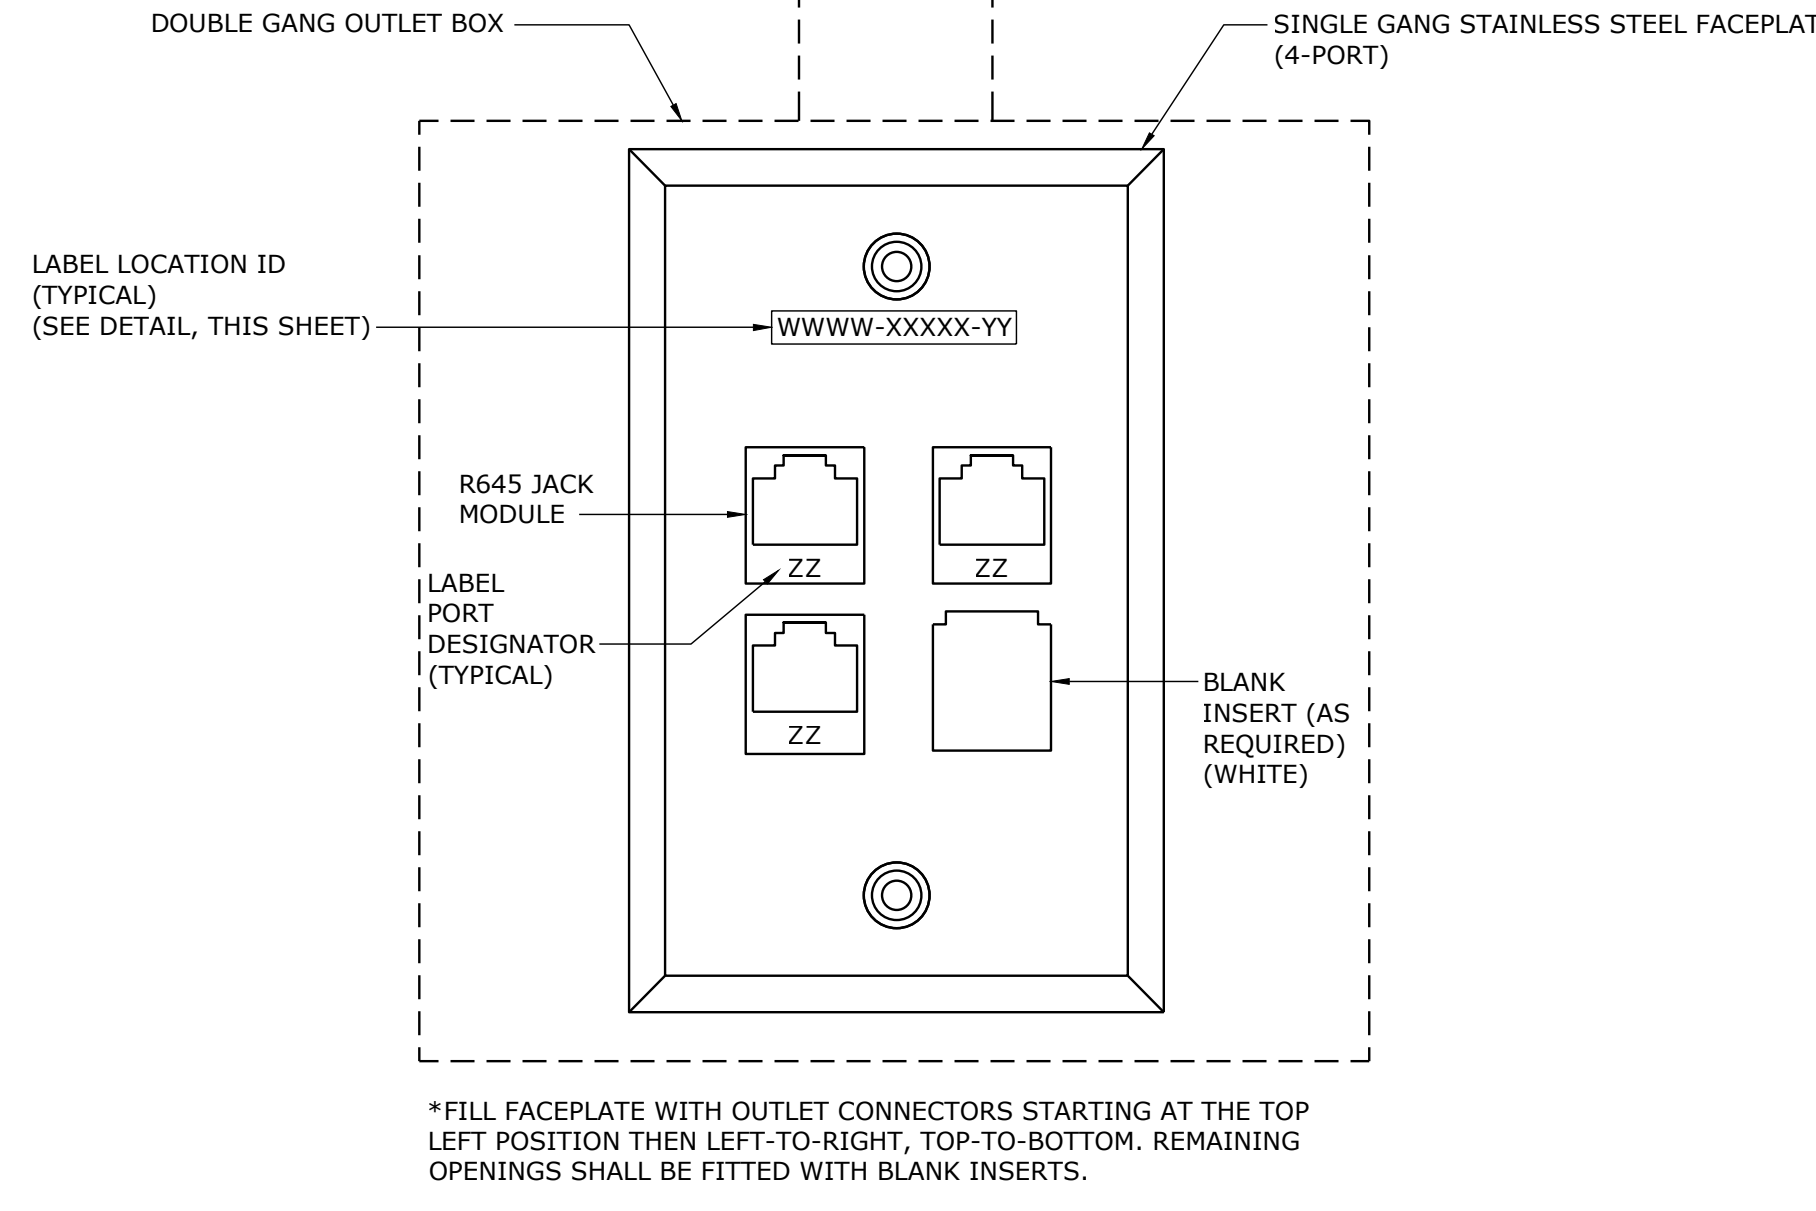 DOUBLE GANG OUTLET BOX
SINGLE GANG STAINLESS STEEL FACEPLAT
(4-PORT)
LABEL LOCATION ID
(TYPICAL)
(SEE DETAIL, THIS SHEET)
WWWW-XXXXX-YY
R645 JACK
MODULE
ZZ
ZZ
LABEL
PORT
DESIGNATOR
(TYPICAL)
ZZ
BLANK
INSERT (AS
REQUIRED)
(WHITE)
*FILL FACEPLATE WITH OUTLET CONNECTORS STARTING AT THE TOP
LEFT POSITION THEN LEFT-TO-RIGHT, TOP-TO-BOTTOM. REMAINING
OPENINGS SHALL BE FITTED WITH BLANK INSERTS.